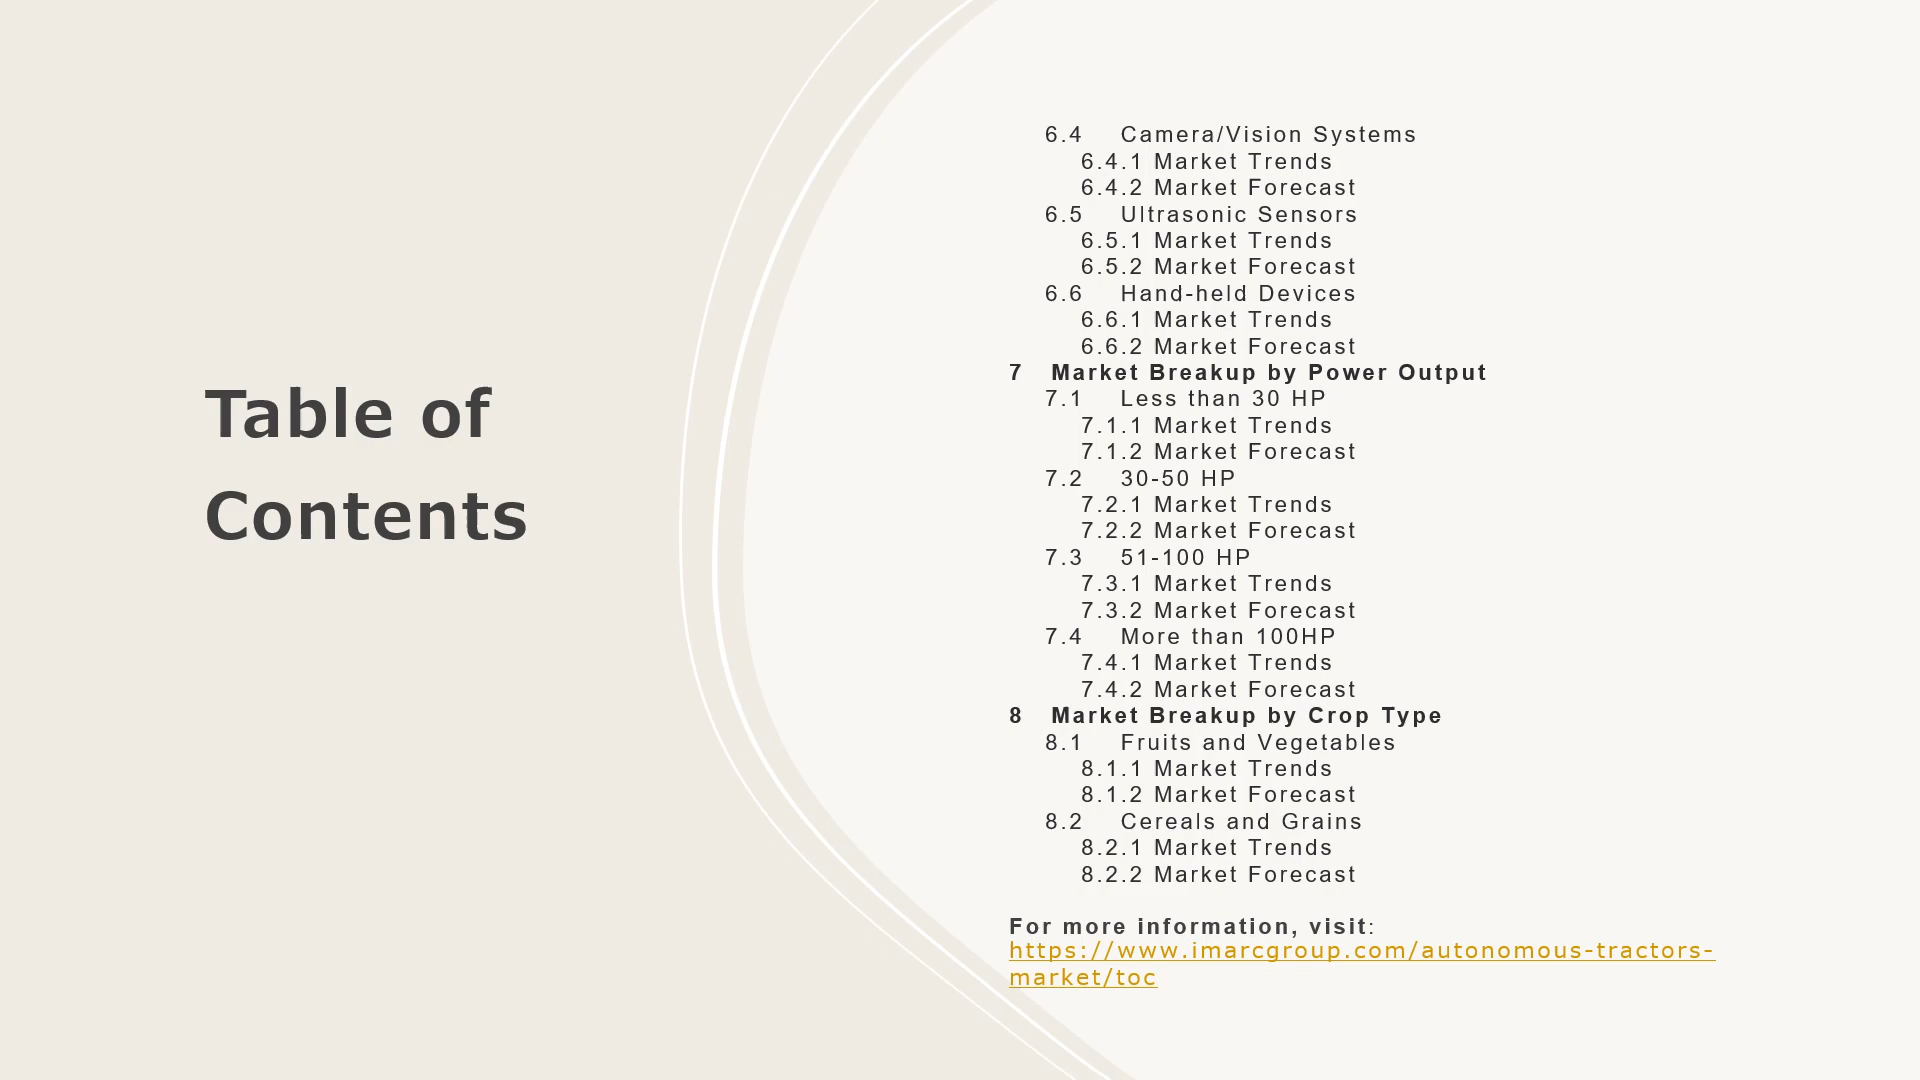 Table of
Contents
6.4 Camera/Vision Systems
6.4.1 Market Trends
6.4.2 Market Forecast
6.5 Ultrasonic Sensors
6.5.1 Market Trends
6.5.2 Market Forecast
6.6 Hand-held Devices
6.6.1 Market Trends
6.6.2 Market Forecast
7 Market Breakup by Power Output
7.1 Less than 30 HP
7.1.1 Market Trends
7.1.2 Market Forecast
7.2 30-50 HP
7.2.1 Market Trends
7.2.2 Market Forecast
7.3 51-100 HP
7.3.1 Market Trends
7.3.2 Market Forecast
7.4 More than 100HP
7.4.1 Market Trends
7.4.2 Market Forecast
8 Market Breakup by Crop Type
8.1 Fruits and Vegetables
8.1.1 Market Trends
8.1.2 Market Forecast
8.2 Cereals and Grains
8.2.1 Market Trends
8.2.2 Market Forecast
For more information, visit:
https://www.imarcgroup.com/autonomous-tractors-
market/toc